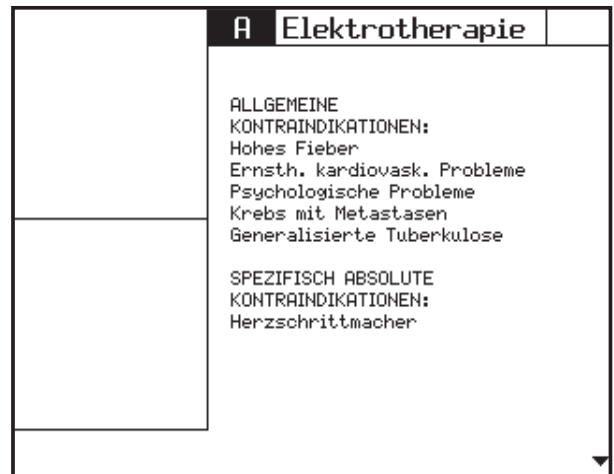 A Elektrotherapie
ALLGEMEINE
KONTRAINDIKATIONEN:
Hohes Fieber
Ernsth. kardiovask. Probleme
Psychologische Probleme
Krebs mit Metastasen
Generalisierte Tuberkulose
SPEZIFISCH ABSOLUTE
KONTRAINDIKATIONEN:
Herzschrittmacher